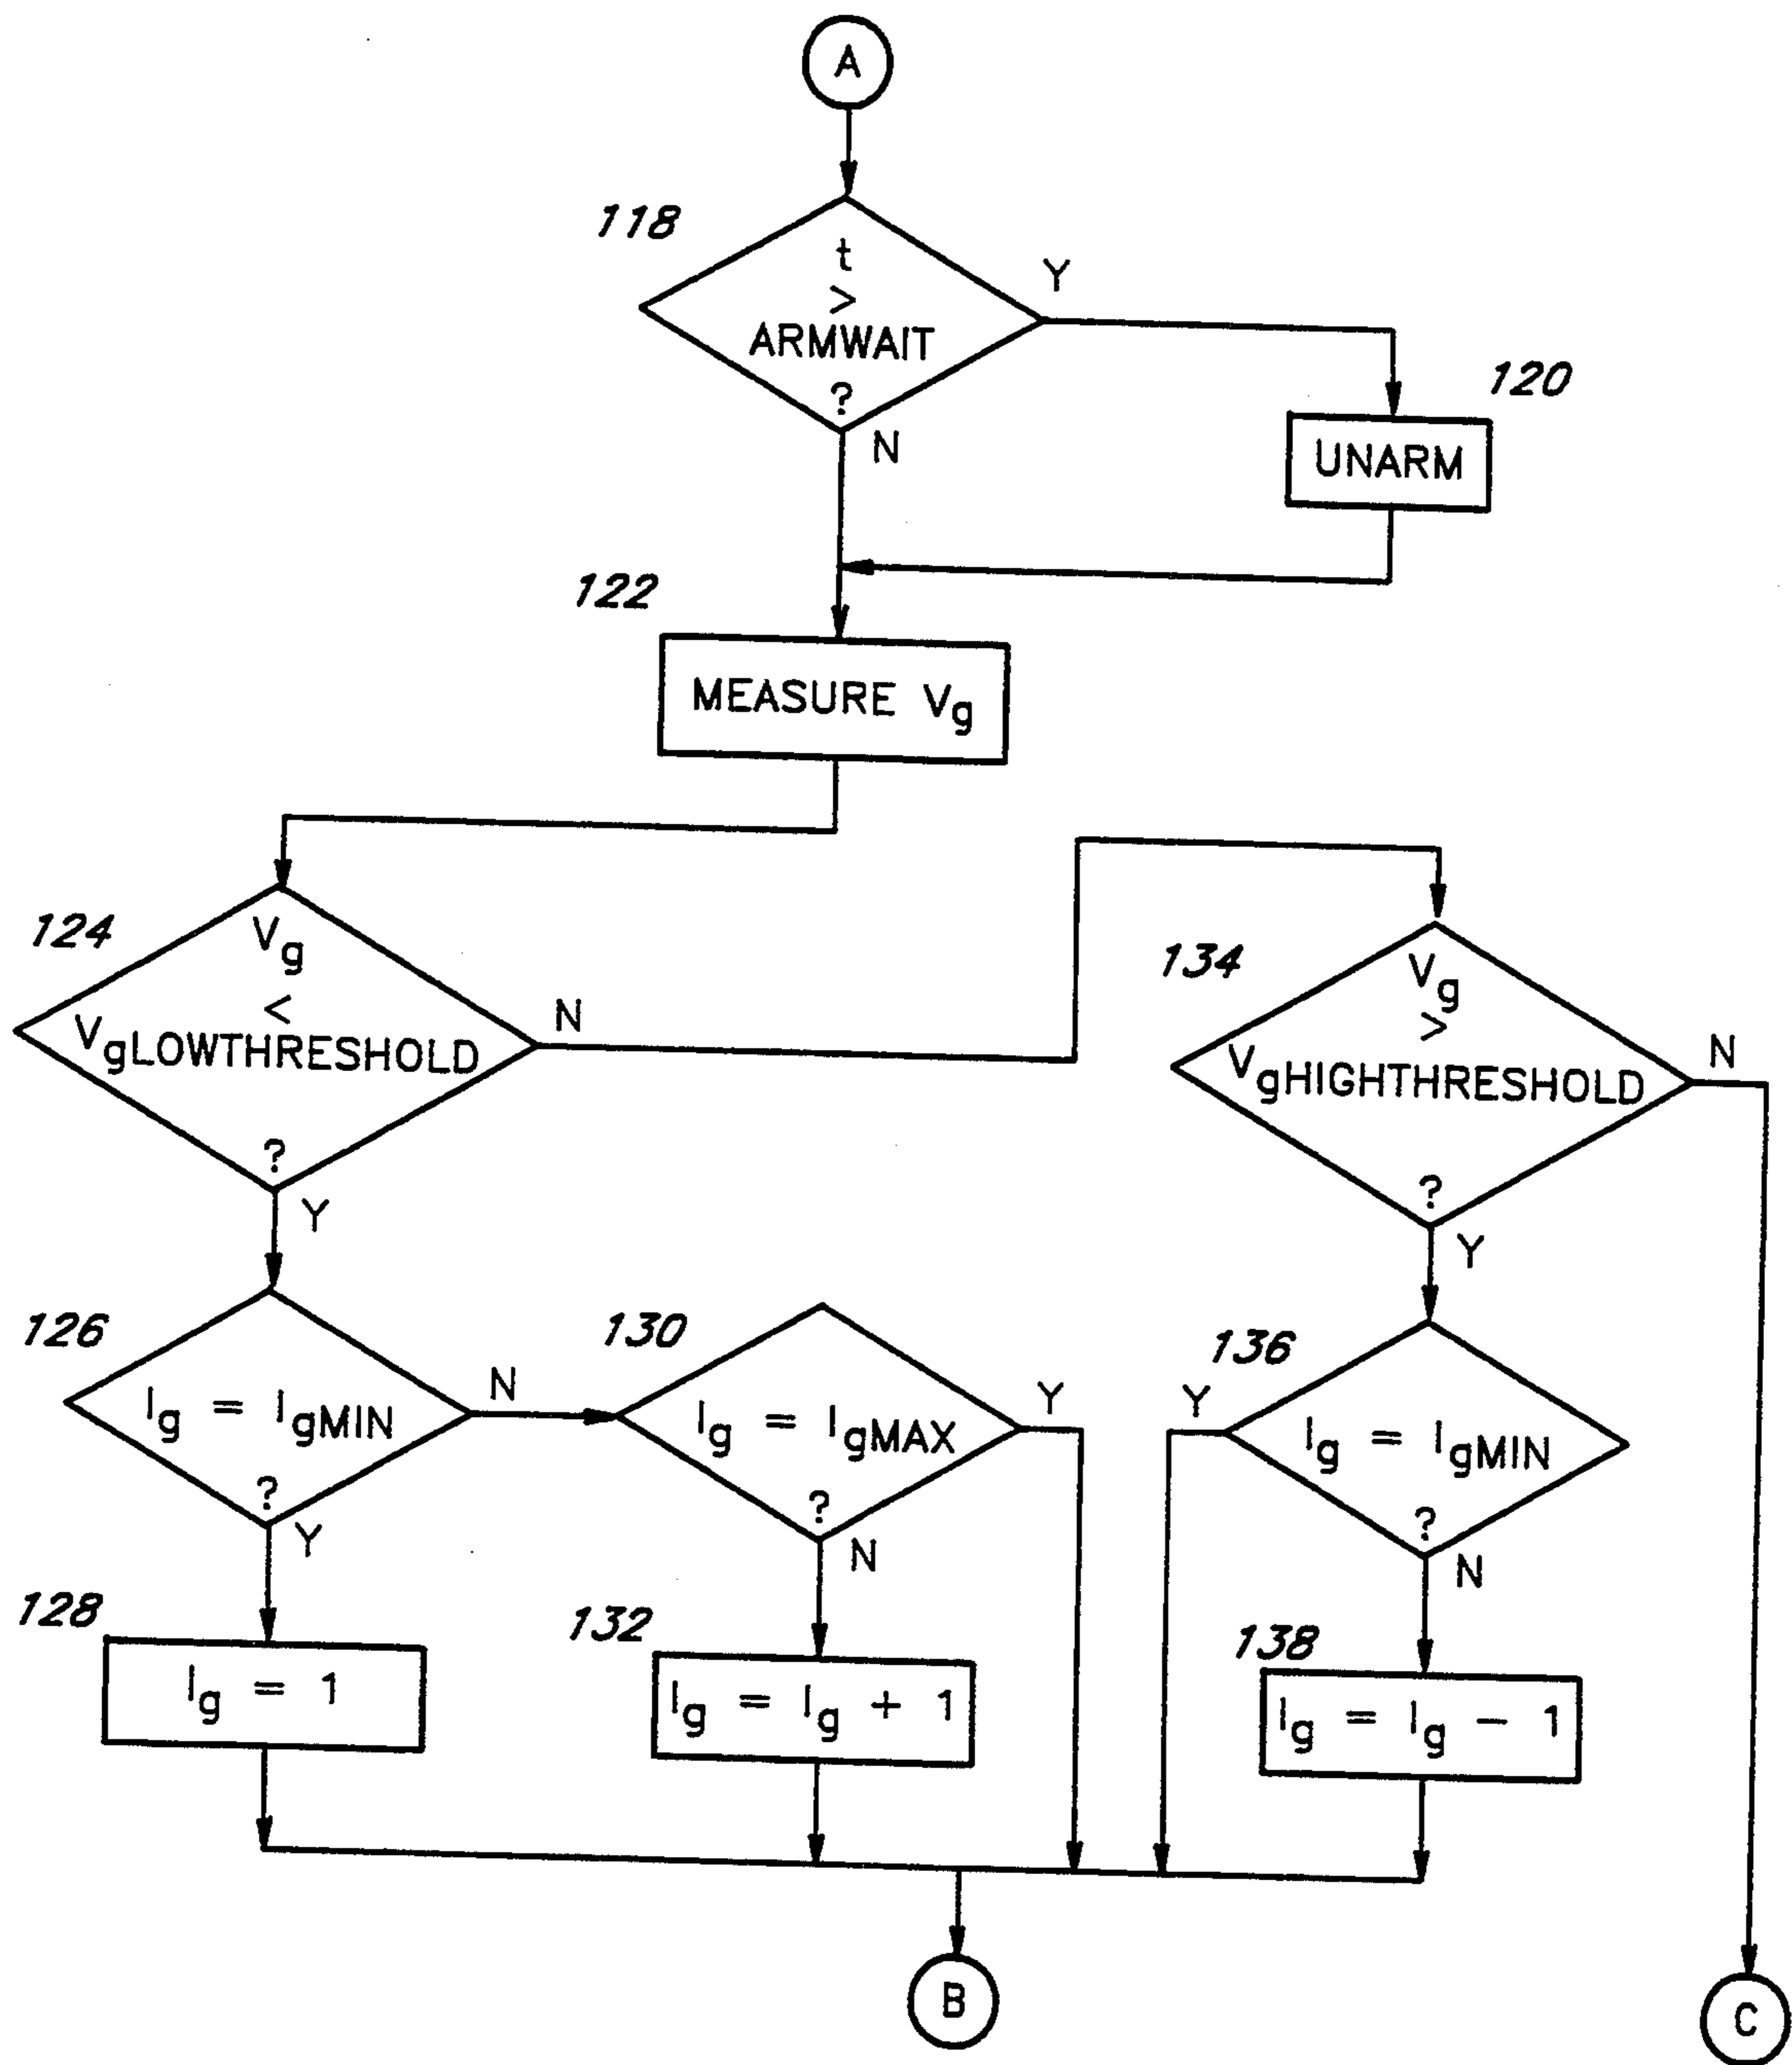 A
118
t
>
ARMWAIT
?
Y
N
120
UNARM
122
MEASURE Vg
124
Vg
<
VgLOWTHRESHOLD
?
N
Y
134
Vg
>
VgHIGHTHRESHOLD
?
N
Y
126
Ig = IgMIN
?
N
Y
130
Ig = IgMAX
?
Y
N
136
Ig = IgMIN
?
Y
N
128
Ig = 1
132
Ig = Ig + 1
138
Ig = Ig - 1
B
C